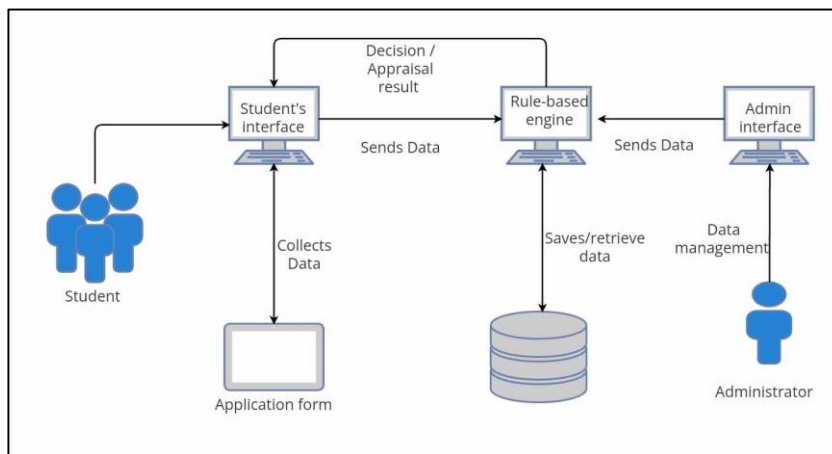 Decision /
Appraisal
result
Student's
interface
Rule-based
engine
Admin
interface
Sends Data
Sends Data
Collects
Data
Saves/retrieve
data
Data
management
Student
Application form
Administrator